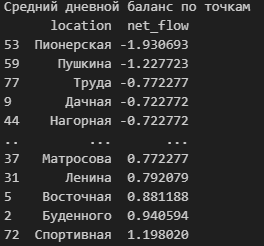 Средний дневной баланс по точкам
location net_flow
53 Пионерская -1.930693
59 Пушкина -1.227723
77 Труда -0.772277
9 Дачная -0.722772
44 Нагорная -0.722772
.. ... ...
37 Матросова 0.772277
31 Ленина 0.792079
5 Восточная 0.881188
2 Буденного 0.940594
72 Спортивная 1.198020